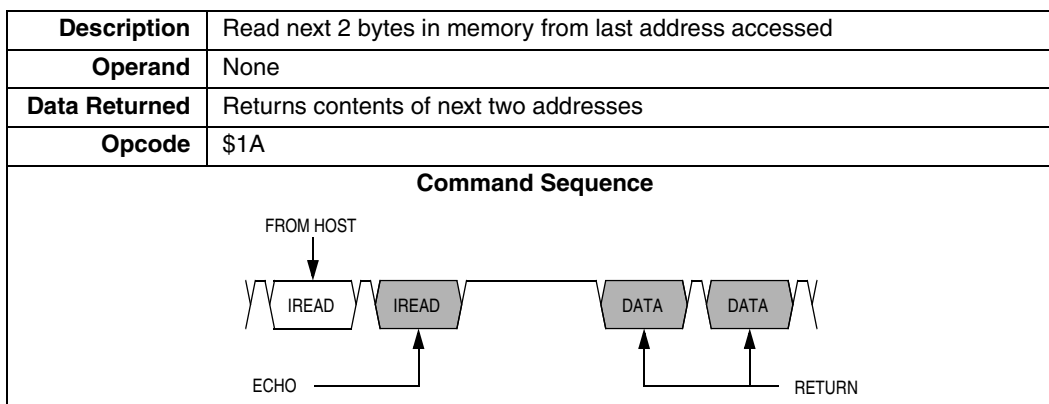 Description Read next 2 bytes in memory from last address accessed
Operand None
Data Returned Returns contents of next two addresses
Opcode $1A
Command Sequence
FROM HOST
IREAD IREAD DATA DATA
ECHO RETURN